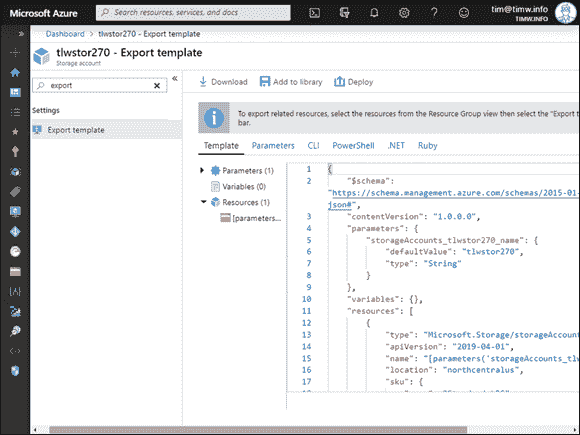 Microsoft Azure
Search resources, services, and docs
tim@timw.info
TIMW.INFO
Dashboard > tlwstor270 - Export template
tlwstor270 - Export template
Storage account
export
Settings
Export template
Download
Add to library
Deploy
To export related resources, select the resources from the Resource Group view then select the "Export t
bar.
Template Parameters CLI PowerShell .NET Ruby
Parameters (1)
Variables (0)
Resources (1)
[parameters...
1 {
2 "$schema":
"https://schema.management.azure.com/schemas/2015-01-
json#",
3 "contentVersion": "1.0.0.0",
4 "parameters": {
5 "storageAccounts_tlwstor270_name": {
6 "defaultValue": "tlwstor270",
7 "type": "String"
8 }
9 },
10 "variables": {},
11 "resources": [
12 {
13 "type": "Microsoft.Storage/storageAccoun
14 "apiVersion": "2019-04-01",
15 "name": "[parameters('storageAccounts_tlw
16 "location": "northcentralus",
17 "sku": {